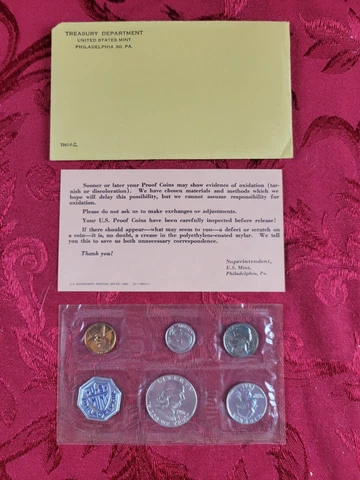 TREASURY DEPARTMENT
UNITED STATES MINT
PHILADELPHIA 30, PA.
Sooner or later your Proof Coins may show evidence of oxidation (tar-
nish or discoloration). We have chosen materials and methods which we
hope will delay this possibility, but we cannot assume responsibility for
oxidation.
Please do not ask us to make exchanges or adjustments.
Your U.S. Proof Coins have been carefully inspected before release!
If there should appear—what may seem to you—a defect or scratch on
a coin—it is, no doubt, a crease in the polyethylene-coated mylar. We tell
you this to save us both unnecessary correspondence.
Thank you!
Superintendent,
U.S. Mint,
Philadelphia, Pa.
LIBERTY